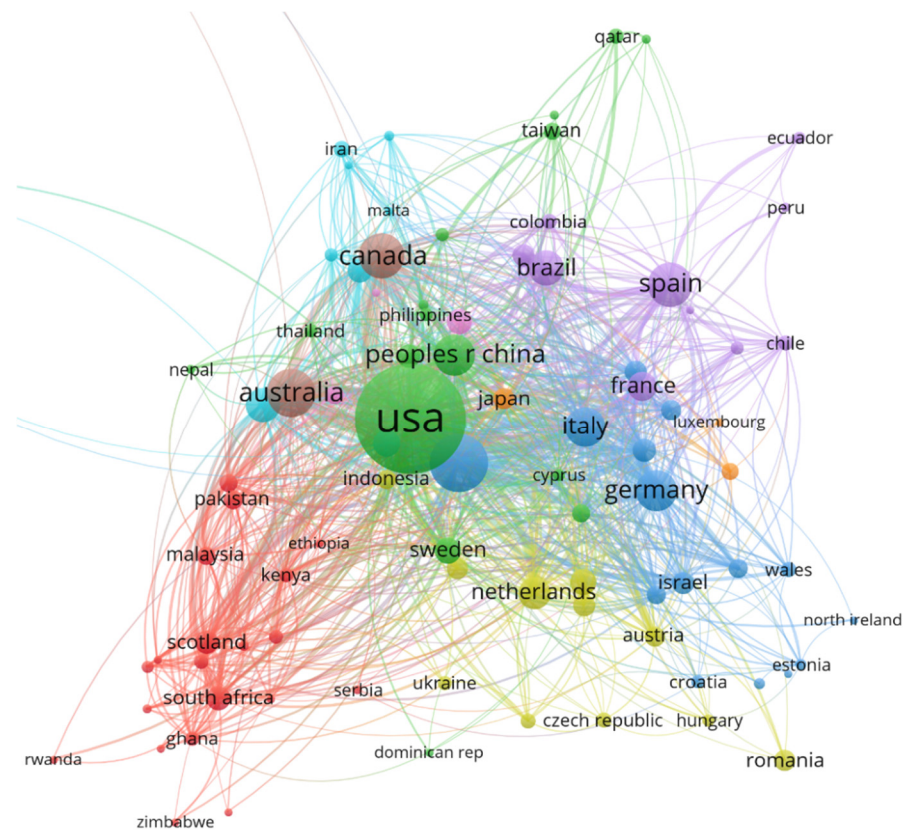 qatar
taiwan
ecuador
iran
malta
peru
colombia
canada
brazil
spain
philippines
thailand
chile
peoples r china
nepal
france
australia
japan
usa
luxembourg
italy
indonesia
cyprus
germany
pakistan
ethiopia
sweden
malaysia
kenya
wales
israel
netherlands
north ireland
scotland
austria
estonia
serbia
ukraine
croatia
south africa
czech republic
hungary
ghana
dominican rep
rwanda
romania
zimbabwe